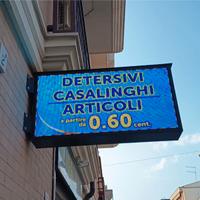 DETERSIVI
CASALINGHI
ARTICOLI
a partire da 0.60 cent.